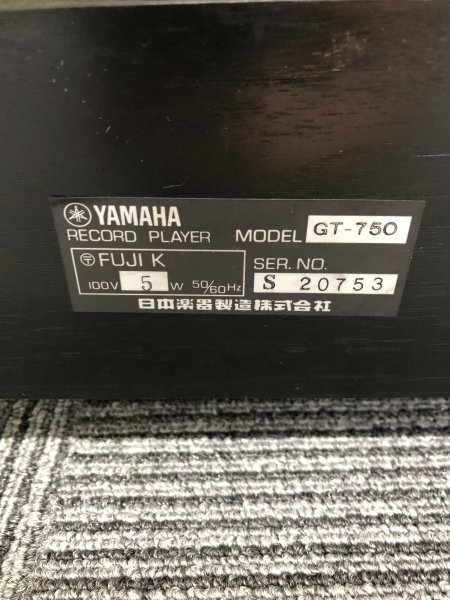 YAMAHA
RECORD PLAYER MODEL GT-750
〒 FUJI K SER. NO.
100V 5 W 50/60Hz S 20753
日本楽器製造株式会社